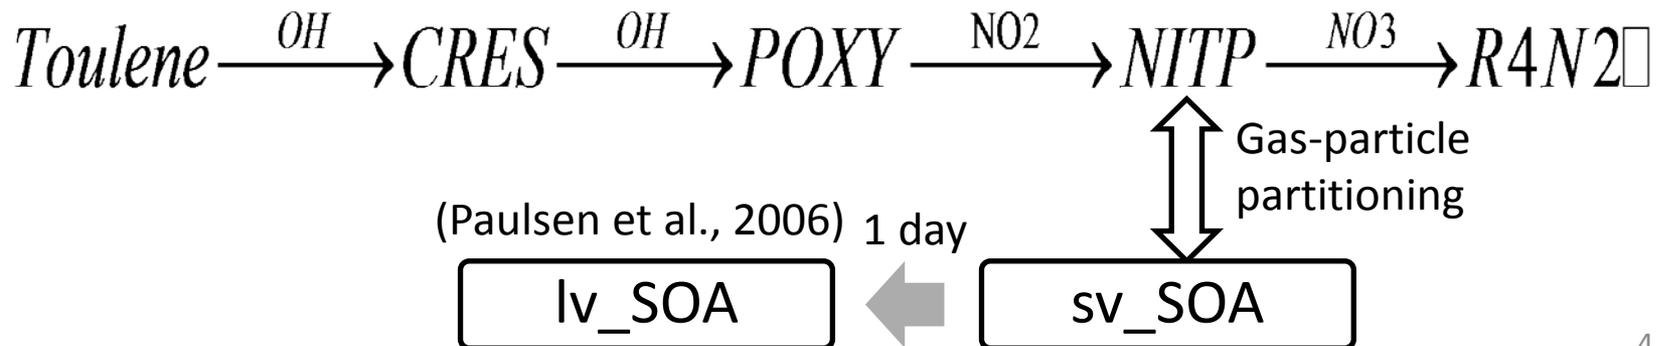 OH OH NO2 NO3
Toulene CRES POXY NITP R4N2
Gas-particle
partitioning
(Paulsen et al., 2006) 1 day
lv_SOA sv_SOA
4